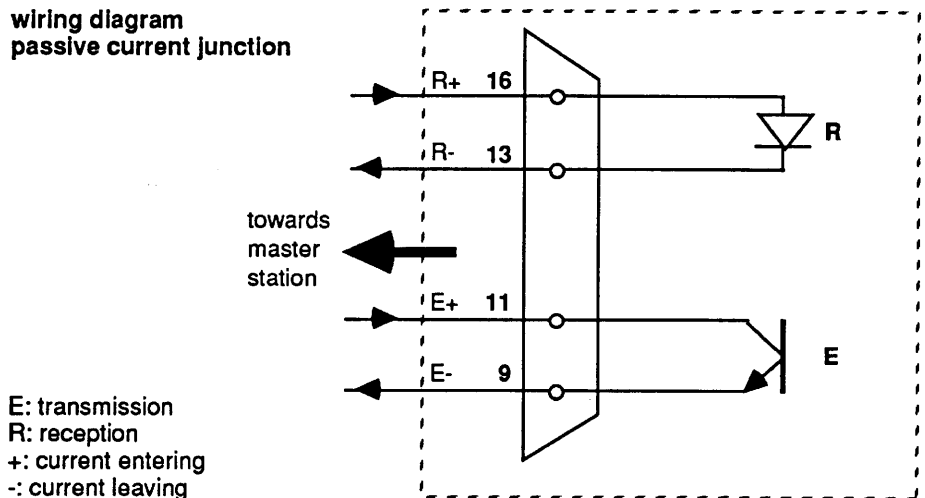 wiring diagram
passive current junction
R+ 16
R
R- 13
towards
master
station
E+ 11
E
E- 9
E: transmission
R: reception
+: current entering
-: current leaving